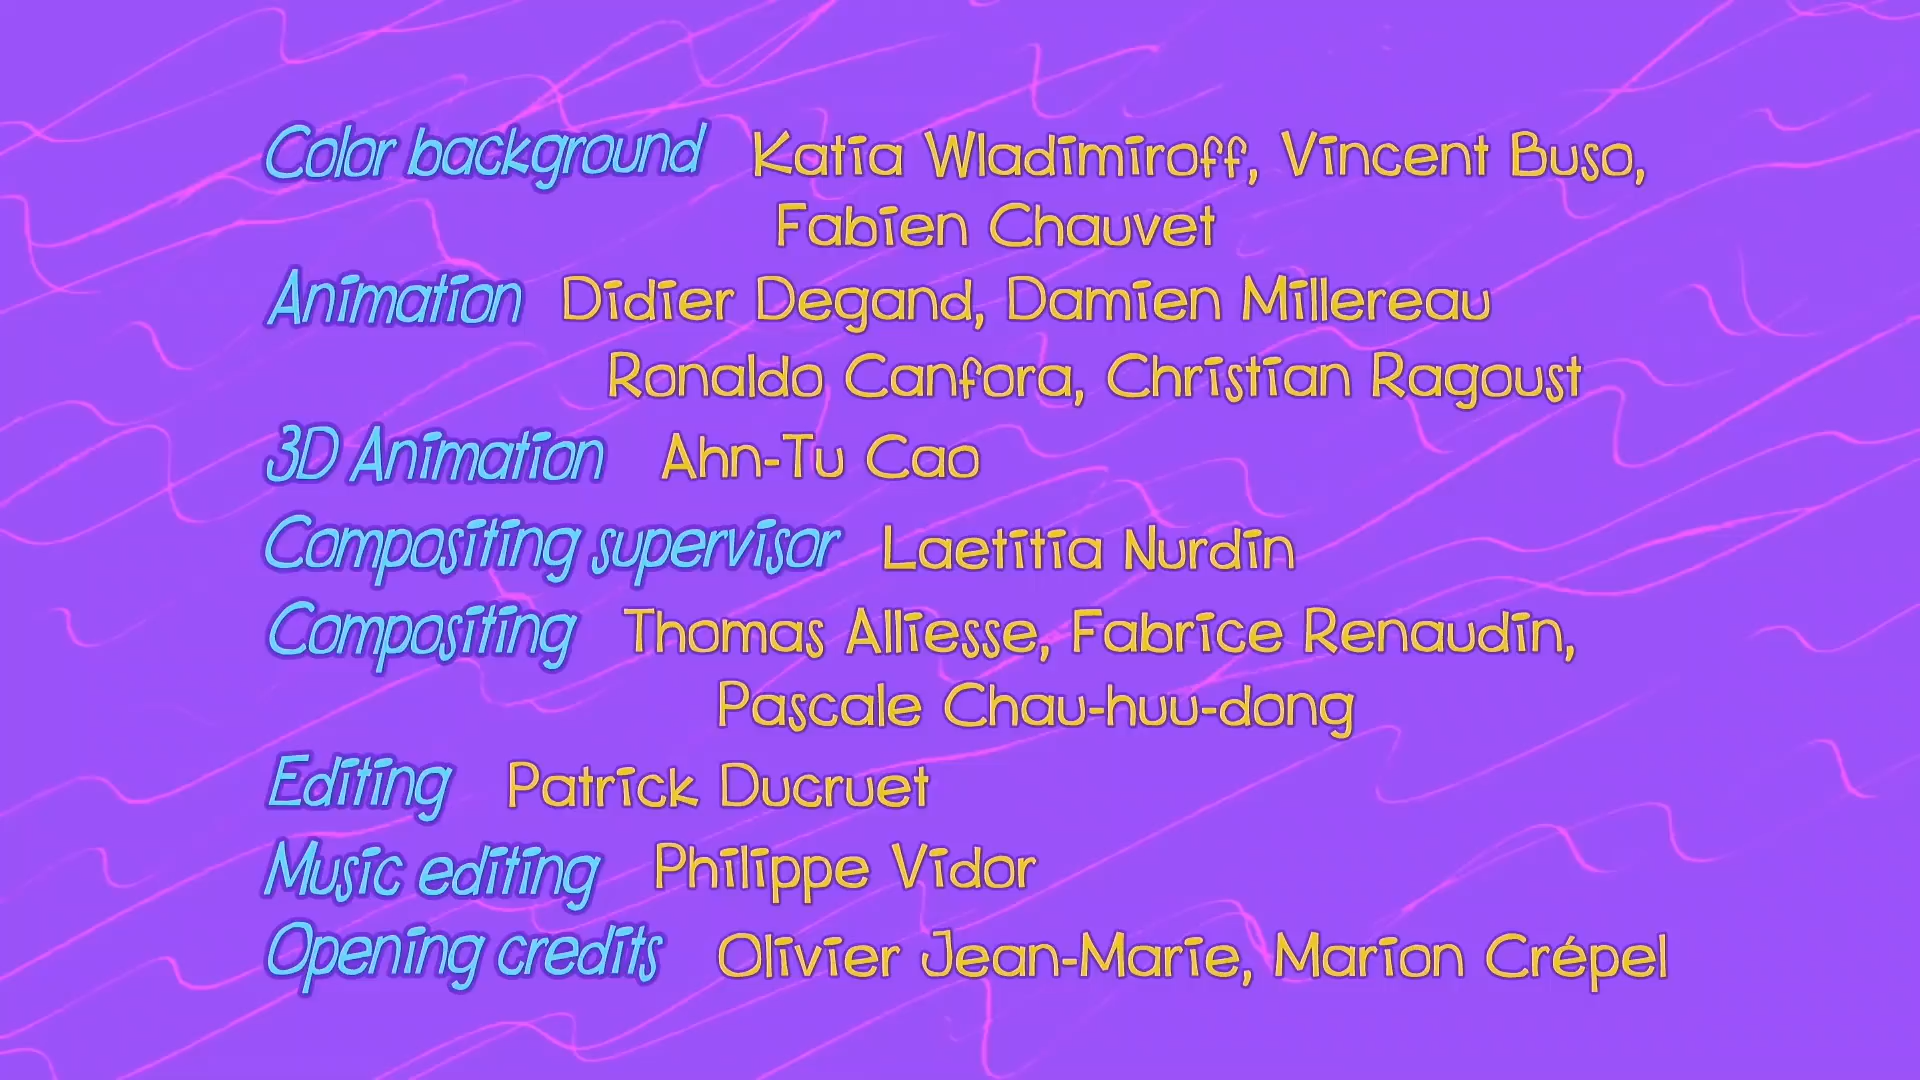 Color background Katia Wladimiroff, Vincent Buso,
Fabien Chauvet
Animation Didier Degand, Damien Millereau
Ronaldo Canfora, Christian Ragoust
3D Animation Ahn-Tu Cao
Compositing supervisor Laetitia Nurdin
Compositing Thomas Alliesse, Fabrice Renaudin,
Pascale Chau-huu-dong
Editing Patrick Ducruet
Music editing Philippe Vidor
Opening credits Olivier Jean-Marie, Marion Crépel